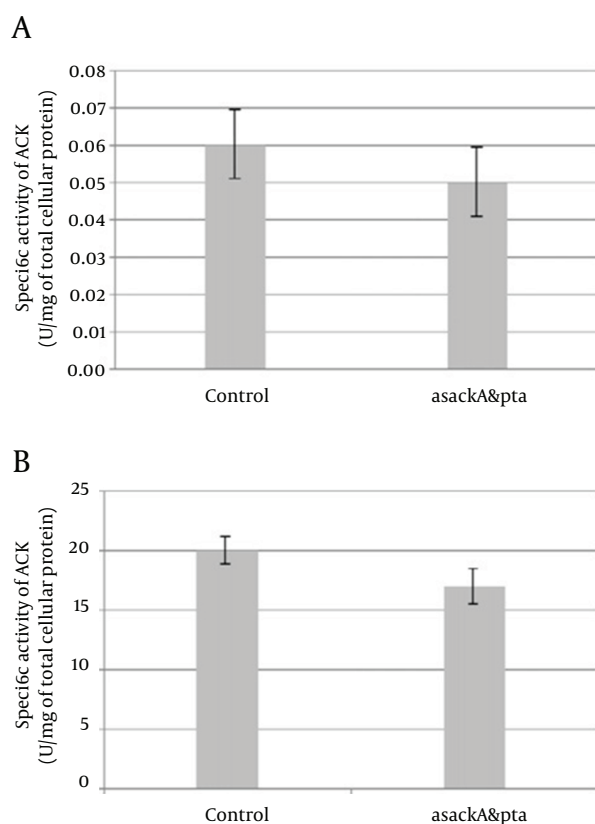 A
Speci6c activity of ACK
(U/mg of total cellular protein)
0.08
0.07
0.06
0.05
0.04
0.03
0.02
0.01
0.00
Control asackA&pta
B
Speci6c activity of ACK
(U/mg of total cellular protein)
25
20
15
10
5
0
Control asackA&pta